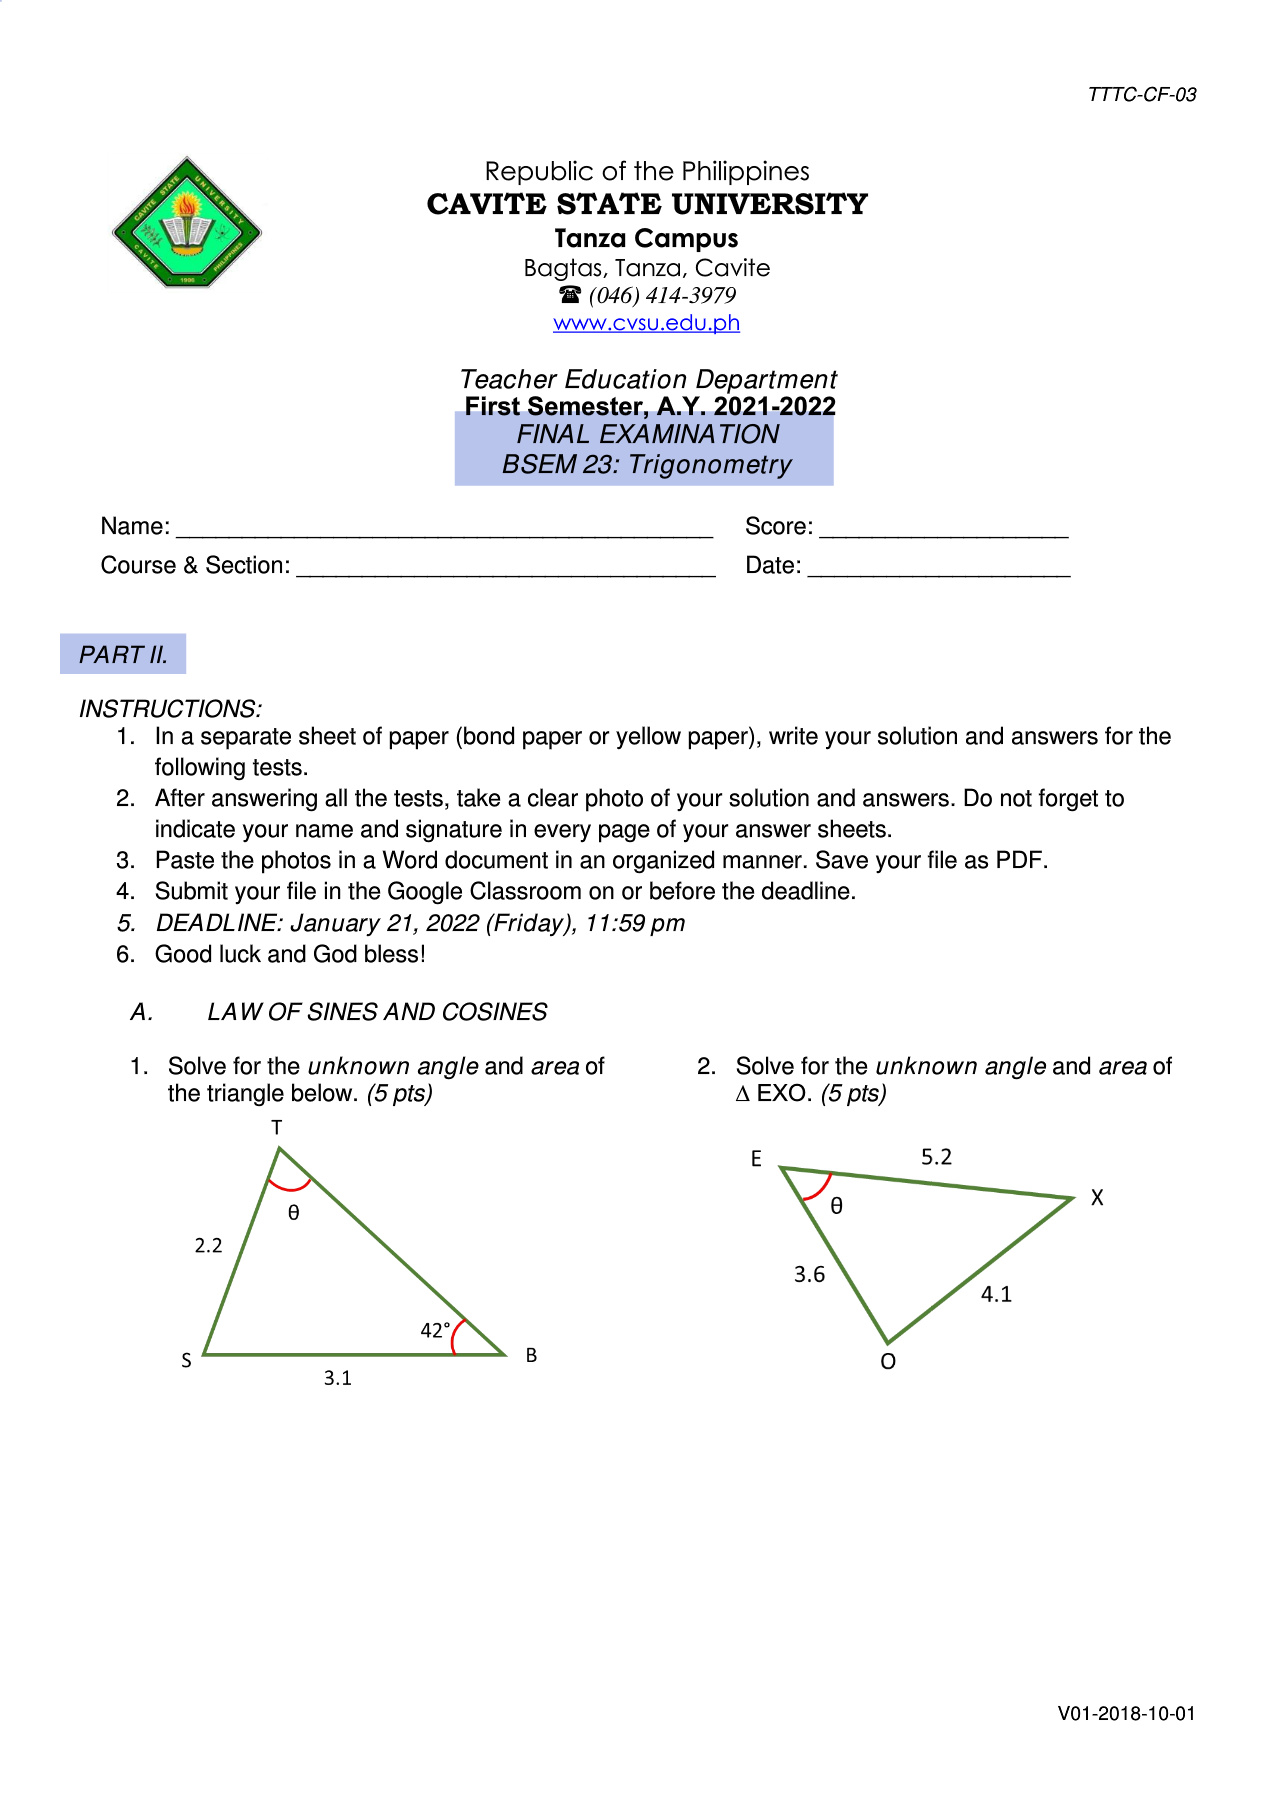 TTTC-CF-03
CAVITE STATE UNIVERSITY
CAVITE
PHILIPPINES
1906
Republic of the Philippines
CAVITE STATE UNIVERSITY
Tanza Campus
Bagtas, Tanza, Cavite
☎ (046) 414-3979
www.cvsu.edu.ph
Teacher Education Department
First Semester, A.Y. 2021-2022
FINAL EXAMINATION
BSEM 23: Trigonometry
Name: _________________________________________ Score: ___________________
Course & Section: ________________________________ Date: ____________________
PART II.
INSTRUCTIONS:
1. In a separate sheet of paper (bond paper or yellow paper), write your solution and answers for the
following tests.
2. After answering all the tests, take a clear photo of your solution and answers. Do not forget to
indicate your name and signature in every page of your answer sheets.
3. Paste the photos in a Word document in an organized manner. Save your file as PDF.
4. Submit your file in the Google Classroom on or before the deadline.
5. DEADLINE: January 21, 2022 (Friday), 11:59 pm
6. Good luck and God bless!
A. LAW OF SINES AND COSINES
1. Solve for the unknown angle and area of
the triangle below. (5 pts)
T
θ
2.2
42°
S
B
3.1
2. Solve for the unknown angle and area of
∆ EXO. (5 pts)
E
5.2
X
θ
3.6
4.1
O
V01-2018-10-01